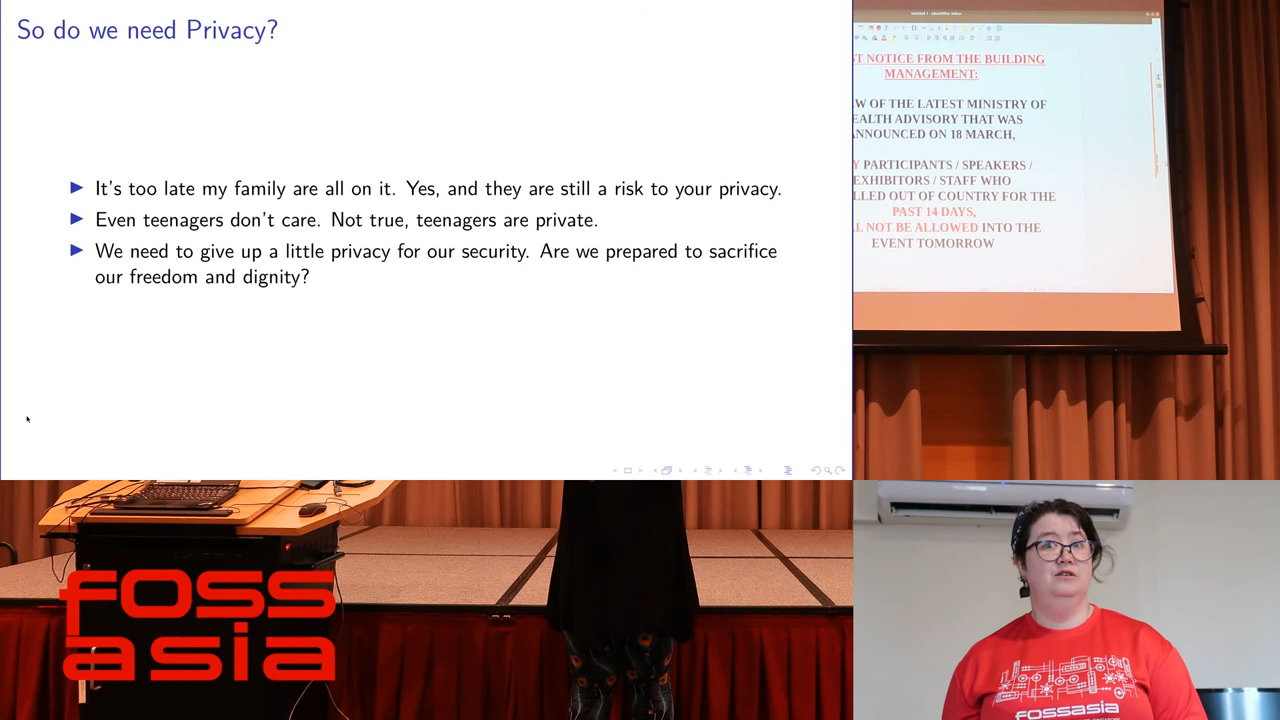 So do we need Privacy?
It's too late my family are all on it. Yes, and they are still a risk to your privacy.
Even teenagers don't care. Not true, teenagers are private.
We need to give up a little privacy for our security. Are we prepared to sacrifice
our freedom and dignity?
NOTICE FROM THE BUILDING
MANAGEMENT:
OF THE LATEST MINISTRY OF
ADVISORY THAT WAS
ANNOUNCED ON 18 MARCH,
PARTICIPANTS / SPEAKERS /
EXHIBITORS / STAFF WHO
OUT OF COUNTRY FOR THE
PAST 14 DAYS,
NOT BE ALLOWED INTO THE
EVENT TOMORROW
foss
asia
fossasia